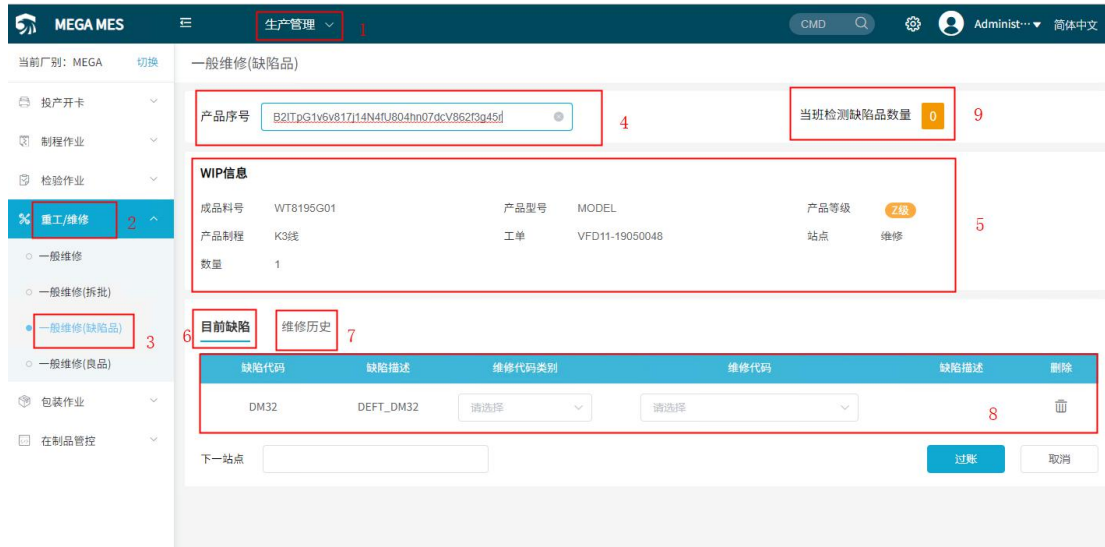 MEGA MES 生产管理 1 CMD Administ··· 简体中文
当前厂别：MEGA 切换 一般维修(缺陷品)
投产开卡
产品序号 B2ITpG1v6v817j14N4fU804hn07dcV862f3g45r 4 当班检测缺陷品数量 0 9
制程作业
检验作业
WIP信息
重工/维修 2
成品料号 WT8195G01 产品型号 MODEL 产品等级 Z级
5
产品制程 K3线 工单 VFD11-19050048 站点 维修
一般维修
数量 1
一般维修(拆批)
一般维修(缺陷品) 3
6 目前缺陷 维修历史 7
一般维修(良品)
缺陷代码 缺陷描述 维修代码类别 维修代码 缺陷描述 删除
包装作业
DM32 DEFT_DM32 请选择 请选择 8
在制品管控
下一站点 过账 取消